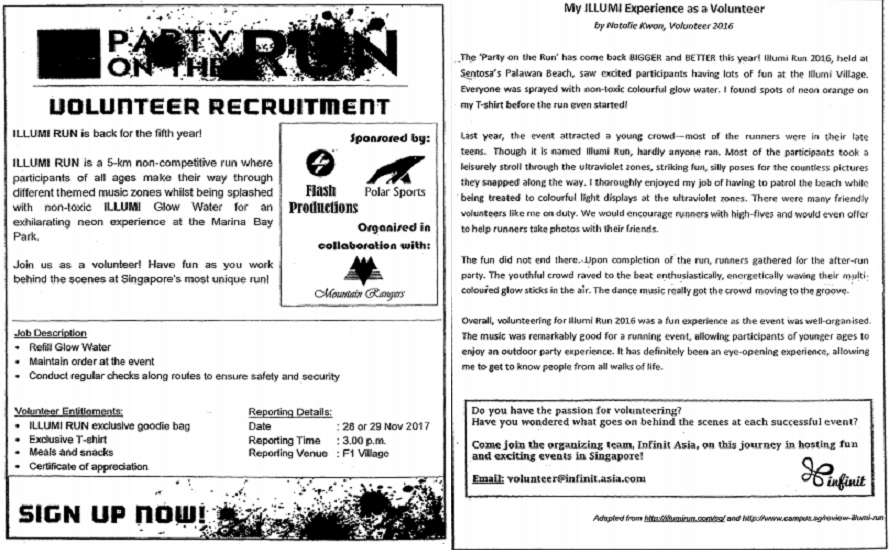 PARTY
ON THE
RUN
VOLUNTEER RECRUITMENT
ILLUMI RUN is back for the fifth year!
ILLUMI RUN is a 5-km non-competitive run where
participants of all ages make their way through
different themed music zones whilst being splashed
with non-toxic ILLUMI Glow Water for an
exhilarating neon experience at the Marina Bay
Park.
Join us as a volunteer! Have fun as you work
behind the scenes at Singapore's most unique run!
Sponsored by:
Flash
Productions
Polar Sports
Organised in
collaboration with:
Mountain Rangers
Job Description
• Refill Glow Water
• Maintain order at the event
• Conduct regular checks along routes to ensure safety and security
Volunteer Entitlements:
• ILLUMI RUN exclusive goodie bag
• Exclusive T-shirt
• Meals and snacks
• Certificate of appreciation
Reporting Details:
Date : 28 or 29 Nov 2017
Reporting Time : 3.00 p.m.
Reporting Venue : F1 Village
SIGN UP NOW!
My ILLUMI Experience as a Volunteer
by Natalie Kwan, Volunteer 2016
The 'Party on the Run' has come back BIGGER and BETTER this year! Illumi Run 2016, held at
Sentosa's Palawan Beach, saw excited participants having lots of fun at the Illumi Village.
Everyone was sprayed with non-toxic colourful glow water. I found spots of neon orange on
my T-shirt before the run even started!
Last year, the event attracted a young crowd—most of the runners were in their late
teens. Though it is named Illumi Run, hardly anyone ran. Most of the participants took a
leisurely stroll through the ultraviolet zones, striking fun, silly poses for the countless pictures
they snapped along the way. I thoroughly enjoyed my job of having to patrol the beach while
being treated to colourful light displays at the ultraviolet zones. There were many friendly
volunteers like me on duty. We would encourage runners with high-fives and would even offer
to help runners take photos with their friends.
The fun did not end there. Upon completion of the run, runners gathered for the after-run
party. The youthful crowd raved to the beat enthusiastically, energetically waving their multi-
coloured glow sticks in the air. The dance music really got the crowd moving to the groove.
Overall, volunteering for Illumi Run 2016 was a fun experience as the event was well-organised.
The music was remarkably good for a running event, allowing participants of younger ages to
enjoy an outdoor party experience. It has definitely been an eye-opening experience, allowing
me to get to know people from all walks of life.
Do you have the passion for volunteering?
Have you wondered what goes on behind the scenes at each successful event?
Come join the organizing team, Infinit Asia, on this journey in hosting fun
and exciting events in Singapore!
Email: volunteer@infinit.asia.com
infinit
Adapted from http://illumirun.com/sg/ and http://www.campus.sg/review-illumi-run